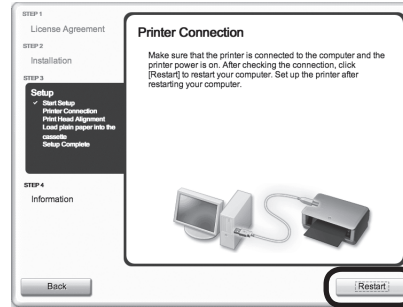 STEP 1
License Agreement
STEP 2
Installation
STEP 3
Setup
✓ Start Setup
Printer Connection
Print Head Alignment
Load plain paper into the
cassette
Setup Complete
STEP 4
Information
Back
Printer Connection
Make sure that the printer is connected to the computer and the
printer power is on. After checking the connection, click
[Restart] to restart your computer. Set up the printer after
restarting your computer.
Restart